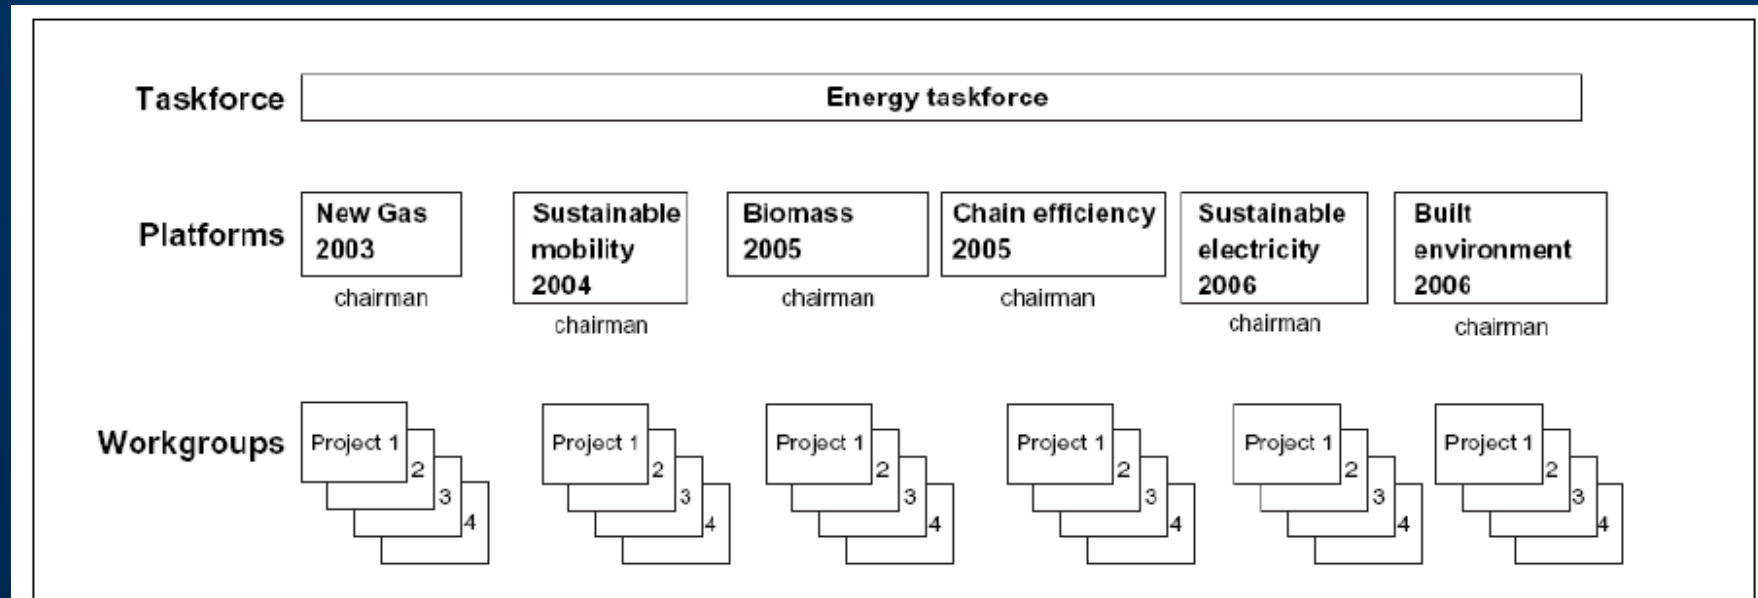 Taskforce
Energy taskforce
Platforms
New Gas
2003
chairman
Sustainable
mobility
2004
chairman
Biomass
2005
chairman
Chain efficiency
2005
chairman
Sustainable
electricity
2006
chairman
Built
environment
2006
chairman
Workgroups
Project 1
2
3
4
Project 1
2
3
4
Project 1
2
3
4
Project 1
2
3
4
Project 1
2
3
4
Project 1
2
3
4